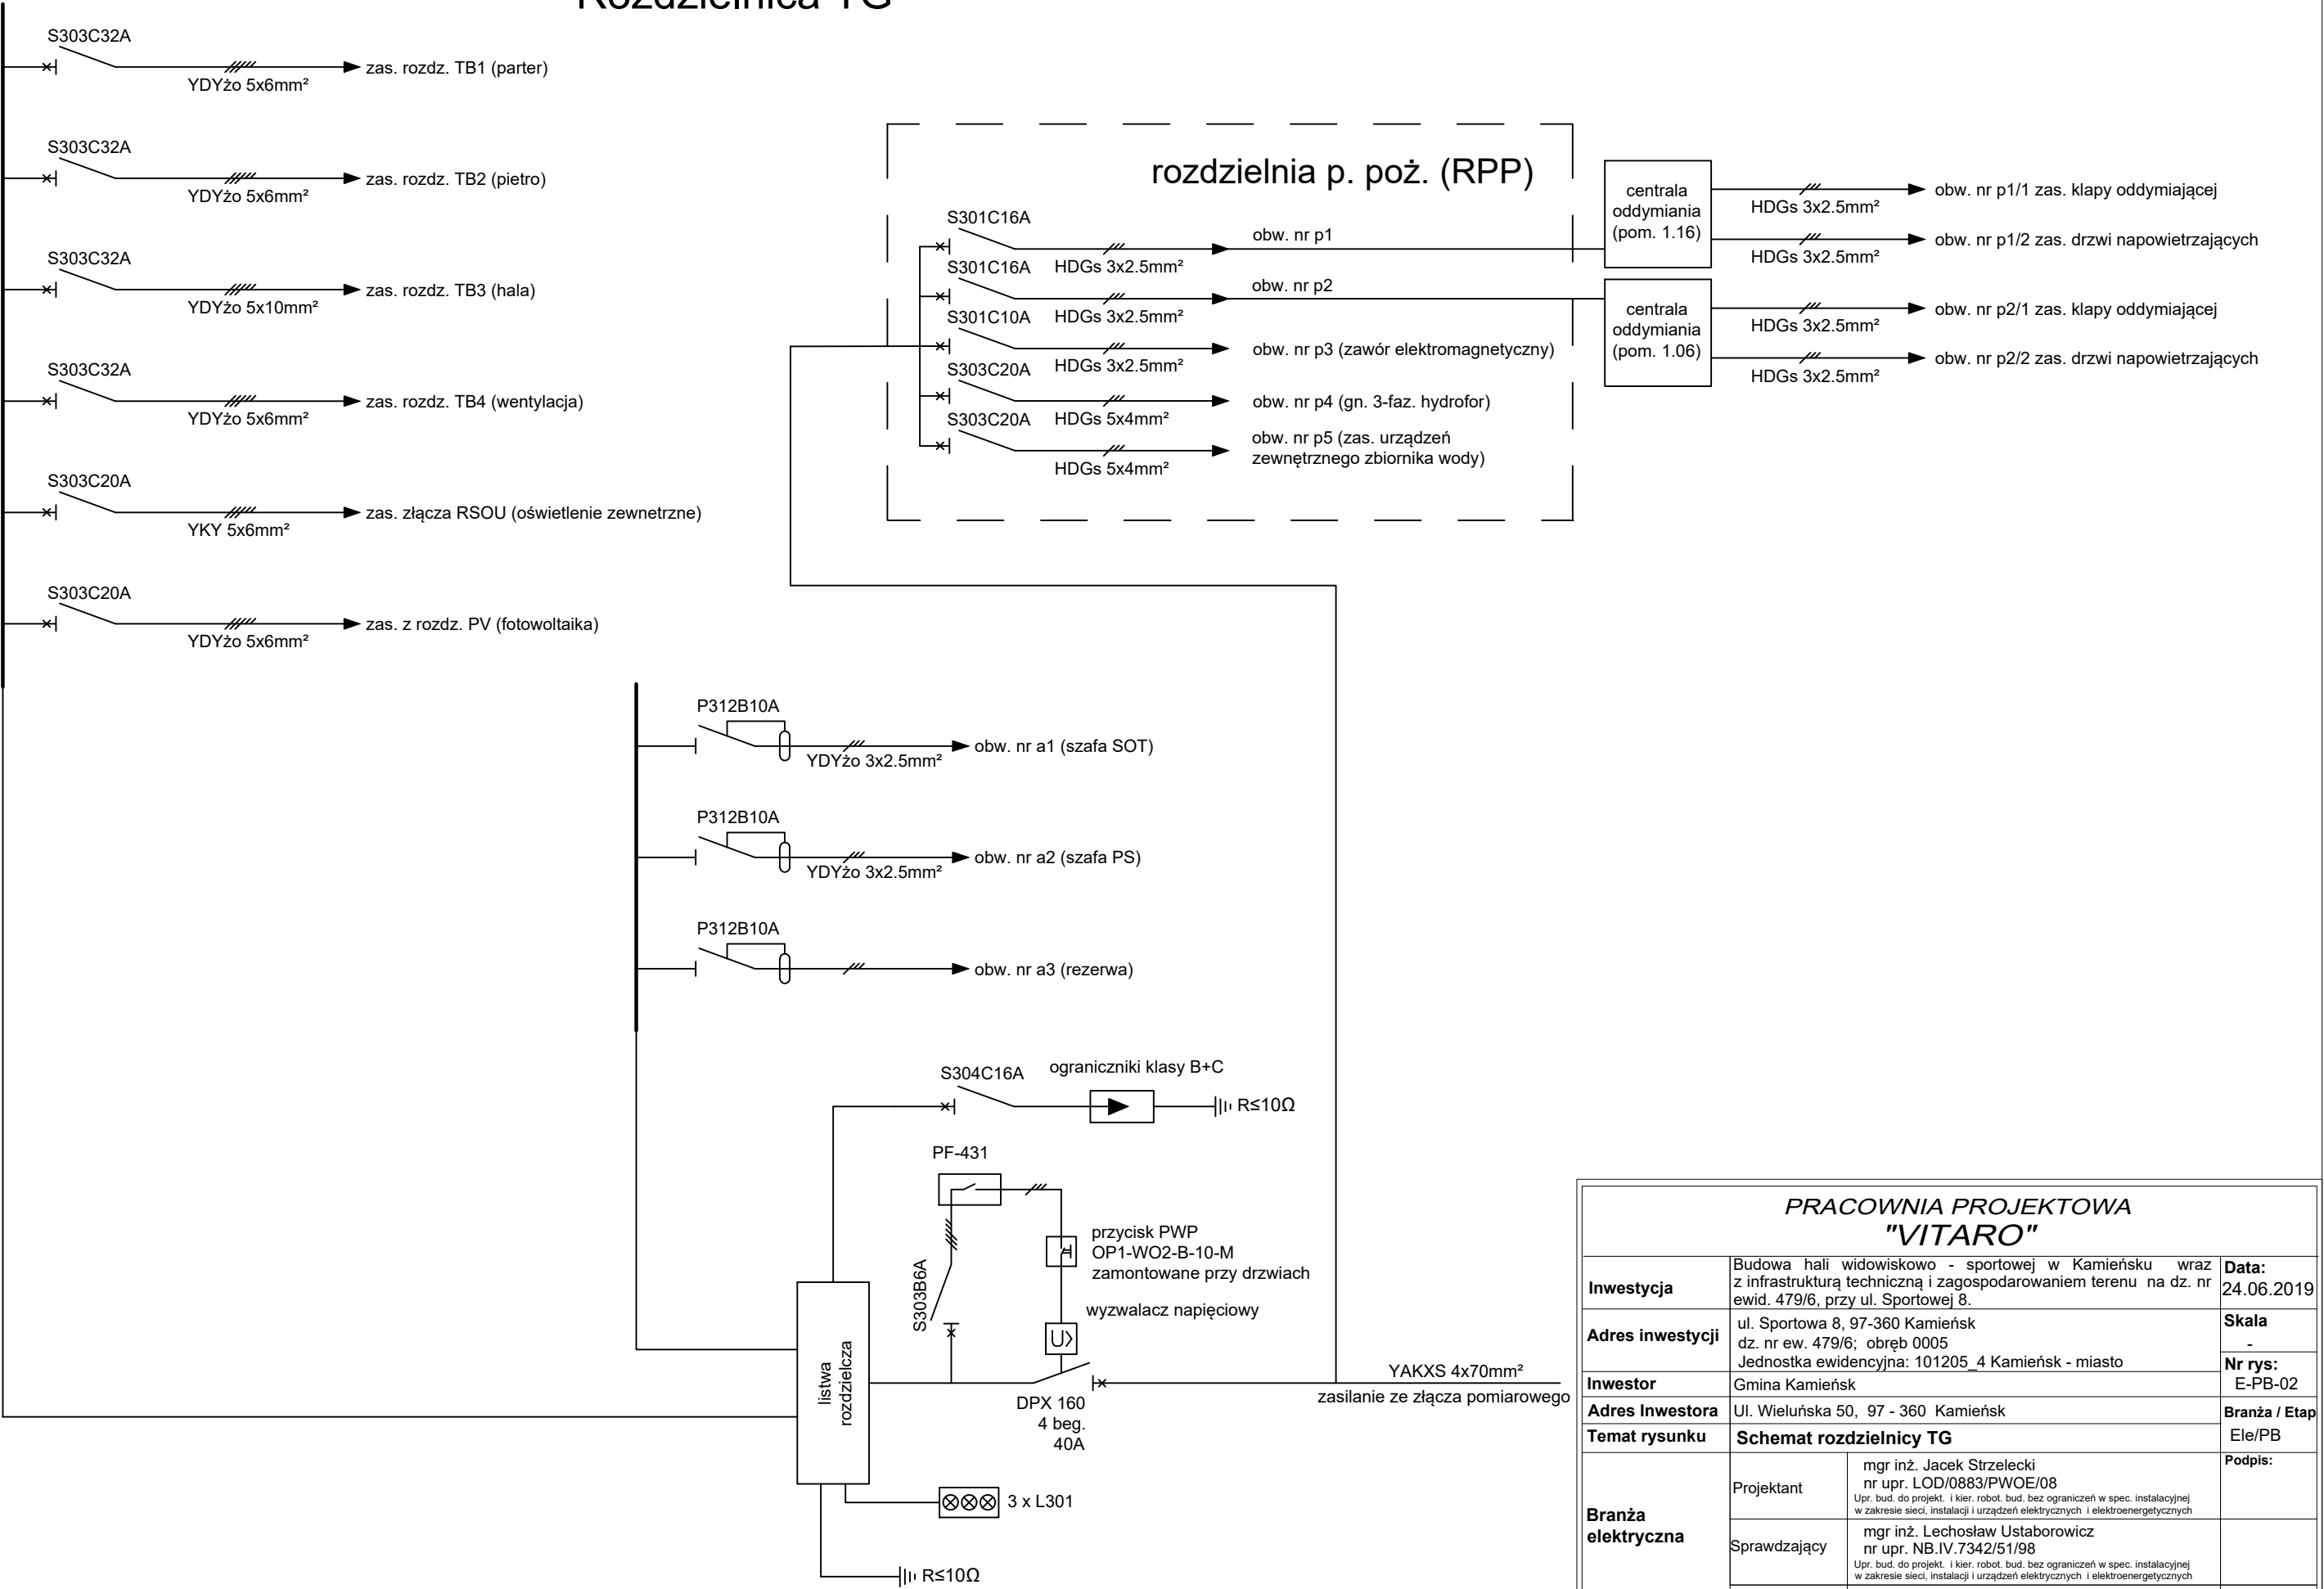 Rozdzielnica TG
S303C32A
YDYżo 5x6mm²
zas. rozdz. TB1 (parter)
S303C32A
YDYżo 5x6mm²
zas. rozdz. TB2 (pietro)
S303C32A
YDYżo 5x10mm²
zas. rozdz. TB3 (hala)
S303C32A
YDYżo 5x6mm²
zas. rozdz. TB4 (wentylacja)
S303C20A
YKY 5x6mm²
zas. złącza RSOU (oświetlenie zewnetrzne)
S303C20A
YDYżo 5x6mm²
zas. z rozdz. PV (fotowoltaika)
rozdzielnia p. poż. (RPP)
S301C16A
HDGs 3x2.5mm²
obw. nr p1
S301C16A
HDGs 3x2.5mm²
obw. nr p2
S301C10A
HDGs 3x2.5mm²
obw. nr p3 (zawór elektromagnetyczny)
S303C20A
HDGs 5x4mm²
obw. nr p4 (gn. 3-faz. hydrofor)
S303C20A
HDGs 5x4mm²
obw. nr p5 (zas. urządzeń
zewnętrznego zbiornika wody)
centrala
oddymiania
(pom. 1.16)
HDGs 3x2.5mm²
obw. nr p1/1 zas. klapy oddymiającej
HDGs 3x2.5mm²
obw. nr p1/2 zas. drzwi napowietrzających
centrala
oddymiania
(pom. 1.06)
HDGs 3x2.5mm²
obw. nr p2/1 zas. klapy oddymiającej
HDGs 3x2.5mm²
obw. nr p2/2 zas. drzwi napowietrzających
P312B10A
YDYżo 3x2.5mm²
obw. nr a1 (szafa SOT)
P312B10A
YDYżo 3x2.5mm²
obw. nr a2 (szafa PS)
P312B10A
obw. nr a3 (rezerwa)
S304C16A
ograniczniki klasy B+C
R≤10Ω
PF-431
S303B6A
przycisk PWP
OP1-WO2-B-10-M
zamontowane przy drzwiach
wyzwalacz napięciowy
U>
listwa
rozdzielcza
DPX 160
4 beg.
40A
YAKXS 4x70mm²
zasilanie ze złącza pomiarowego
3 x L301
R≤10Ω
PRACOWNIA PROJEKTOWA
"VITARO"
Inwestycja
Budowa hali widowiskowo - sportowej w Kamieńsku wraz
z infrastrukturą techniczną i zagospodarowaniem terenu na dz. nr
ewid. 479/6, przy ul. Sportowej 8.
Data:
24.06.2019
Adres inwestycji
ul. Sportowa 8, 97-360 Kamieńsk
dz. nr ew. 479/6; obręb 0005
Jednostka ewidencyjna: 101205_4 Kamieńsk - miasto
Skala
-
Nr rys:
E-PB-02
Inwestor
Gmina Kamieńsk
Adres Inwestora
Ul. Wieluńska 50, 97 - 360 Kamieńsk
Branża / Etap
Ele/PB
Temat rysunku
Schemat rozdzielnicy TG
Branża
elektryczna
Projektant
mgr inż. Jacek Strzelecki
nr upr. LOD/0883/PWOE/08
Upr. bud. do projekt. i kier. robot. bud. bez ograniczeń w spec. instalacyjnej
w zakresie sieci, instalacji i urządzeń elektrycznych i elektroenergetycznych
Podpis:
Sprawdzający
mgr inż. Lechosław Ustaborowicz
nr upr. NB.IV.7342/51/98
Upr. bud. do projekt. i kier. robot. bud. bez ograniczeń w spec. instalacyjnej
w zakresie sieci, instalacji i urządzeń elektrycznych i elektroenergetycznych